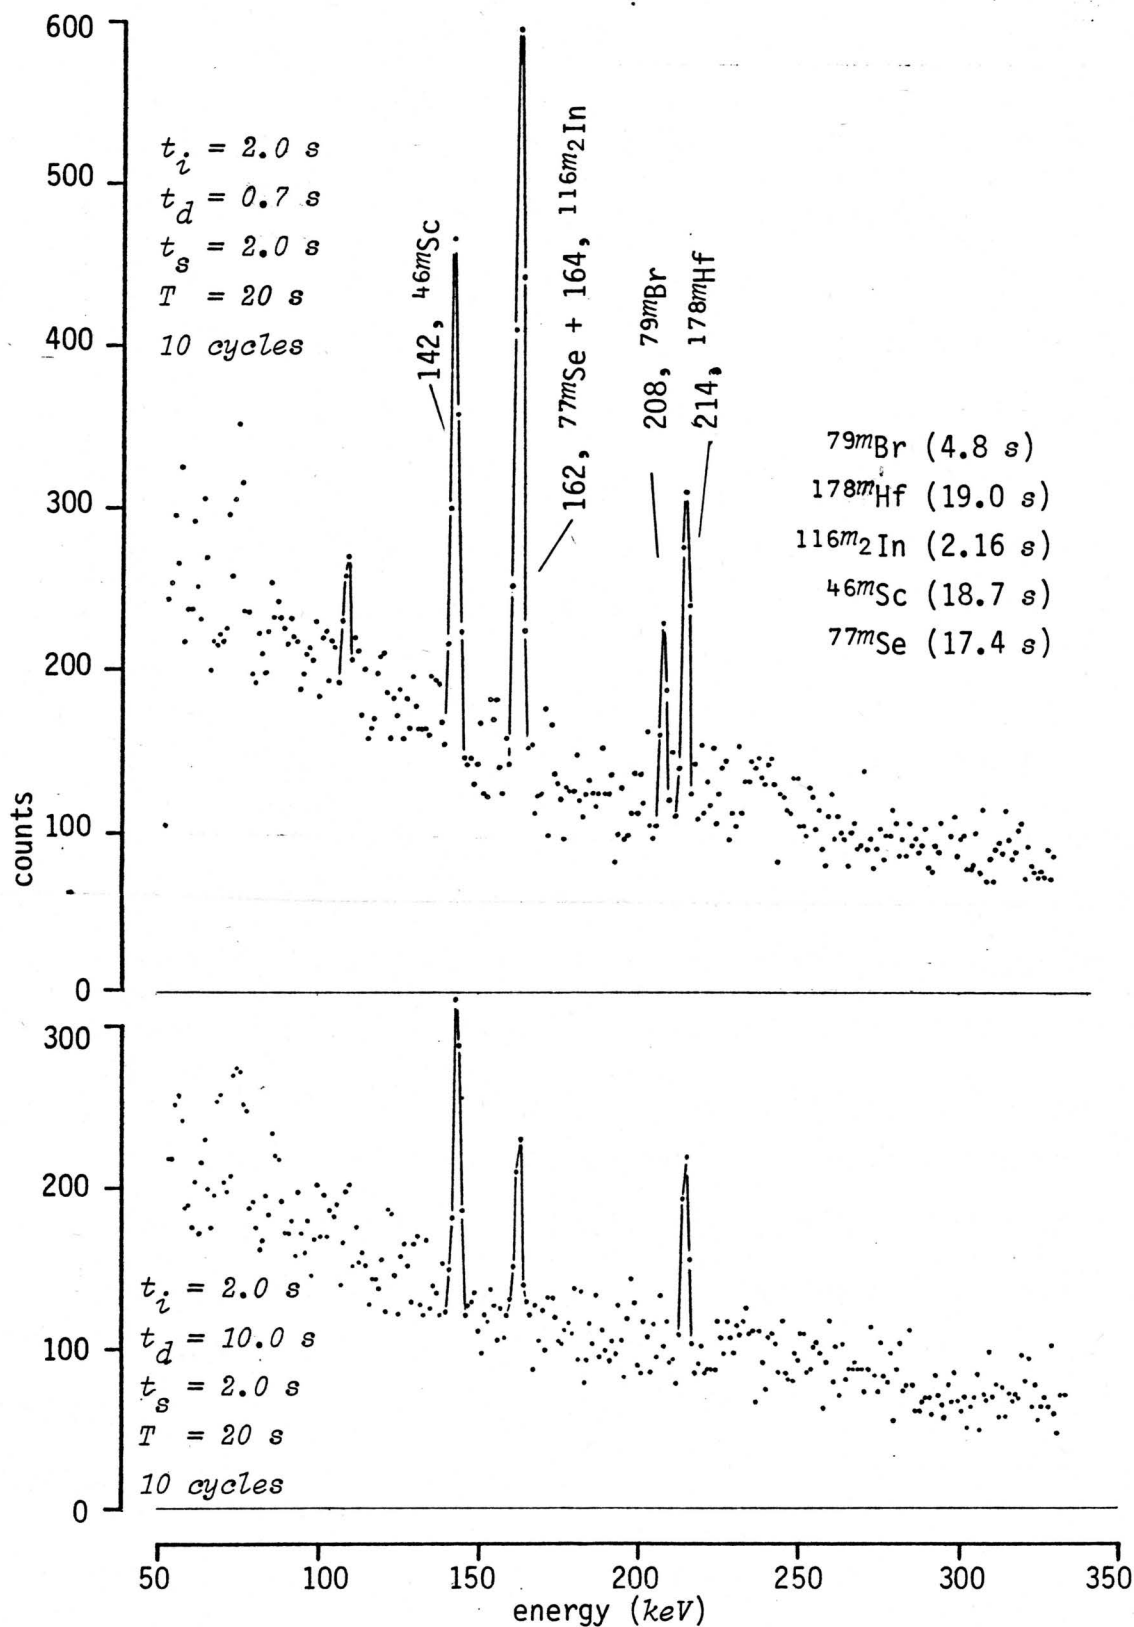 600
500
400
300
200
100
0
counts
t_i = 2.0 s
t_d = 0.7 s
t_s = 2.0 s
T = 20 s
10 cycles
142, ⁴⁶ᵐSc
162, ⁷⁷ᵐSe + 164, ¹¹⁶ᵐ₂In
208, ⁷⁹ᵐBr
214, ¹⁷⁸ᵐHf
⁷⁹ᵐBr (4.8 s)
¹⁷⁸ᵐHf (19.0 s)
¹¹⁶ᵐ₂In (2.16 s)
⁴⁶ᵐSc (18.7 s)
⁷⁷ᵐSe (17.4 s)
300
200
100
0
t_i = 2.0 s
t_d = 10.0 s
t_s = 2.0 s
T = 20 s
10 cycles
50 100 150 200 250 300 350
energy (keV)